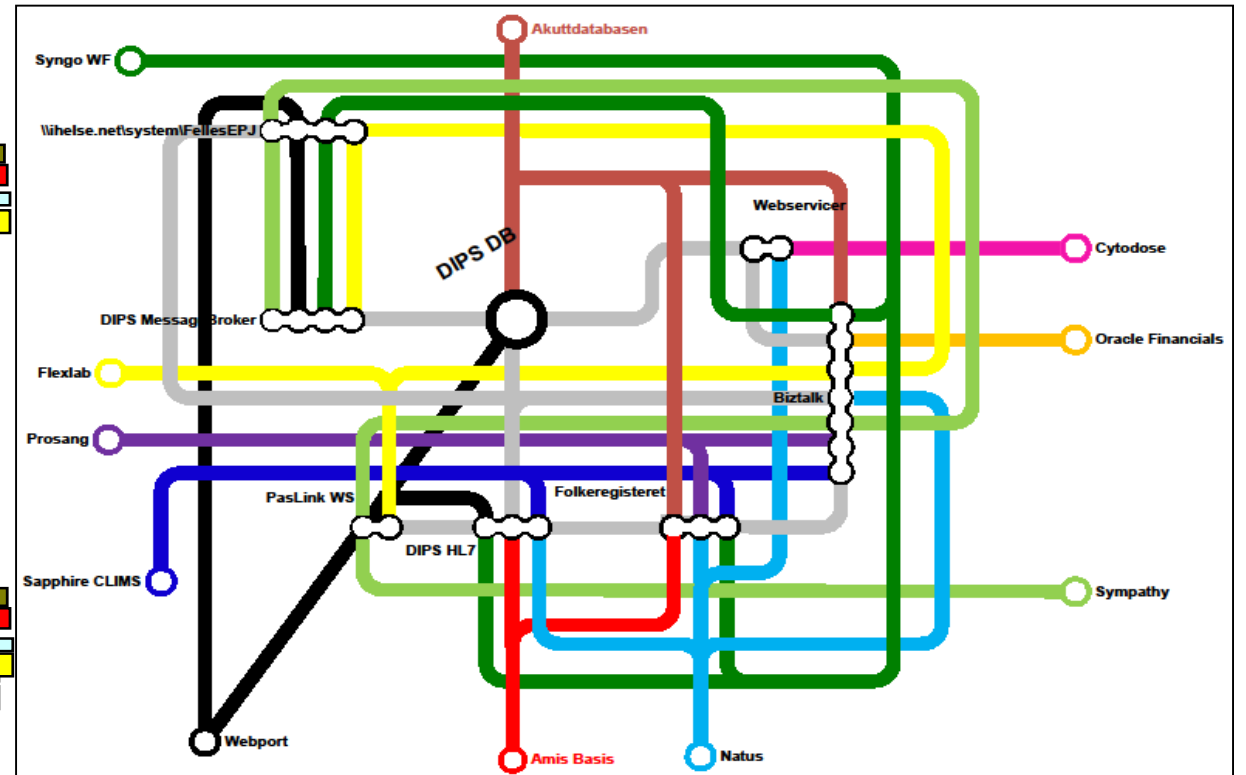 Akuttdatabasen
Syngo WF
\\ihelse.net\system\FellesEPJ
Webservicer
DIPS DB
Cytodose
DIPS Message Broker
Oracle Financials
Flexlab
Biztalk
Prosang
Folkeregisteret
PasLink WS
DIPS HL7
Sapphire CLIMS
Sympathy
Webport
Amis Basis
Natus